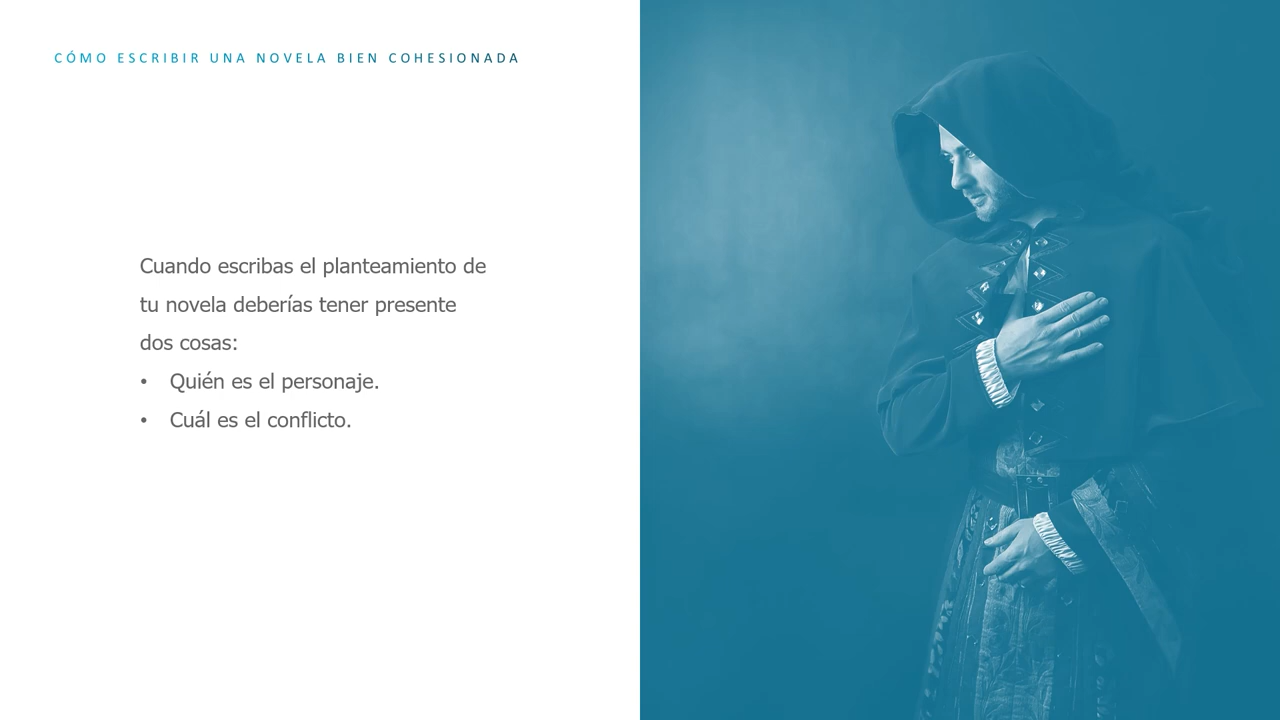 CÓMO ESCRIBIR UNA NOVELA BIEN COHESIONADA
Cuando escribas el planteamiento de
tu novela deberías tener presente
dos cosas:
• Quién es el personaje.
• Cuál es el conflicto.